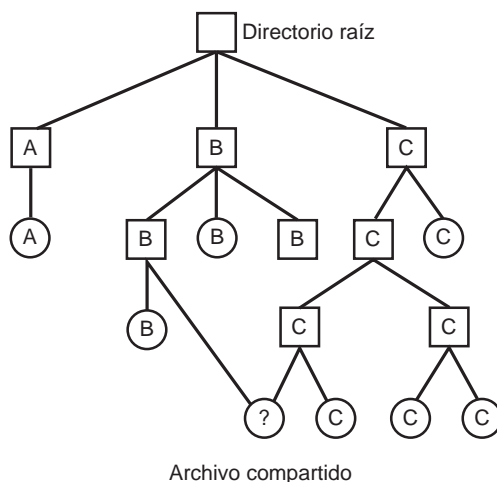 Directorio raíz
A B C
A B B B C C
B C C
? C C C
Archivo compartido